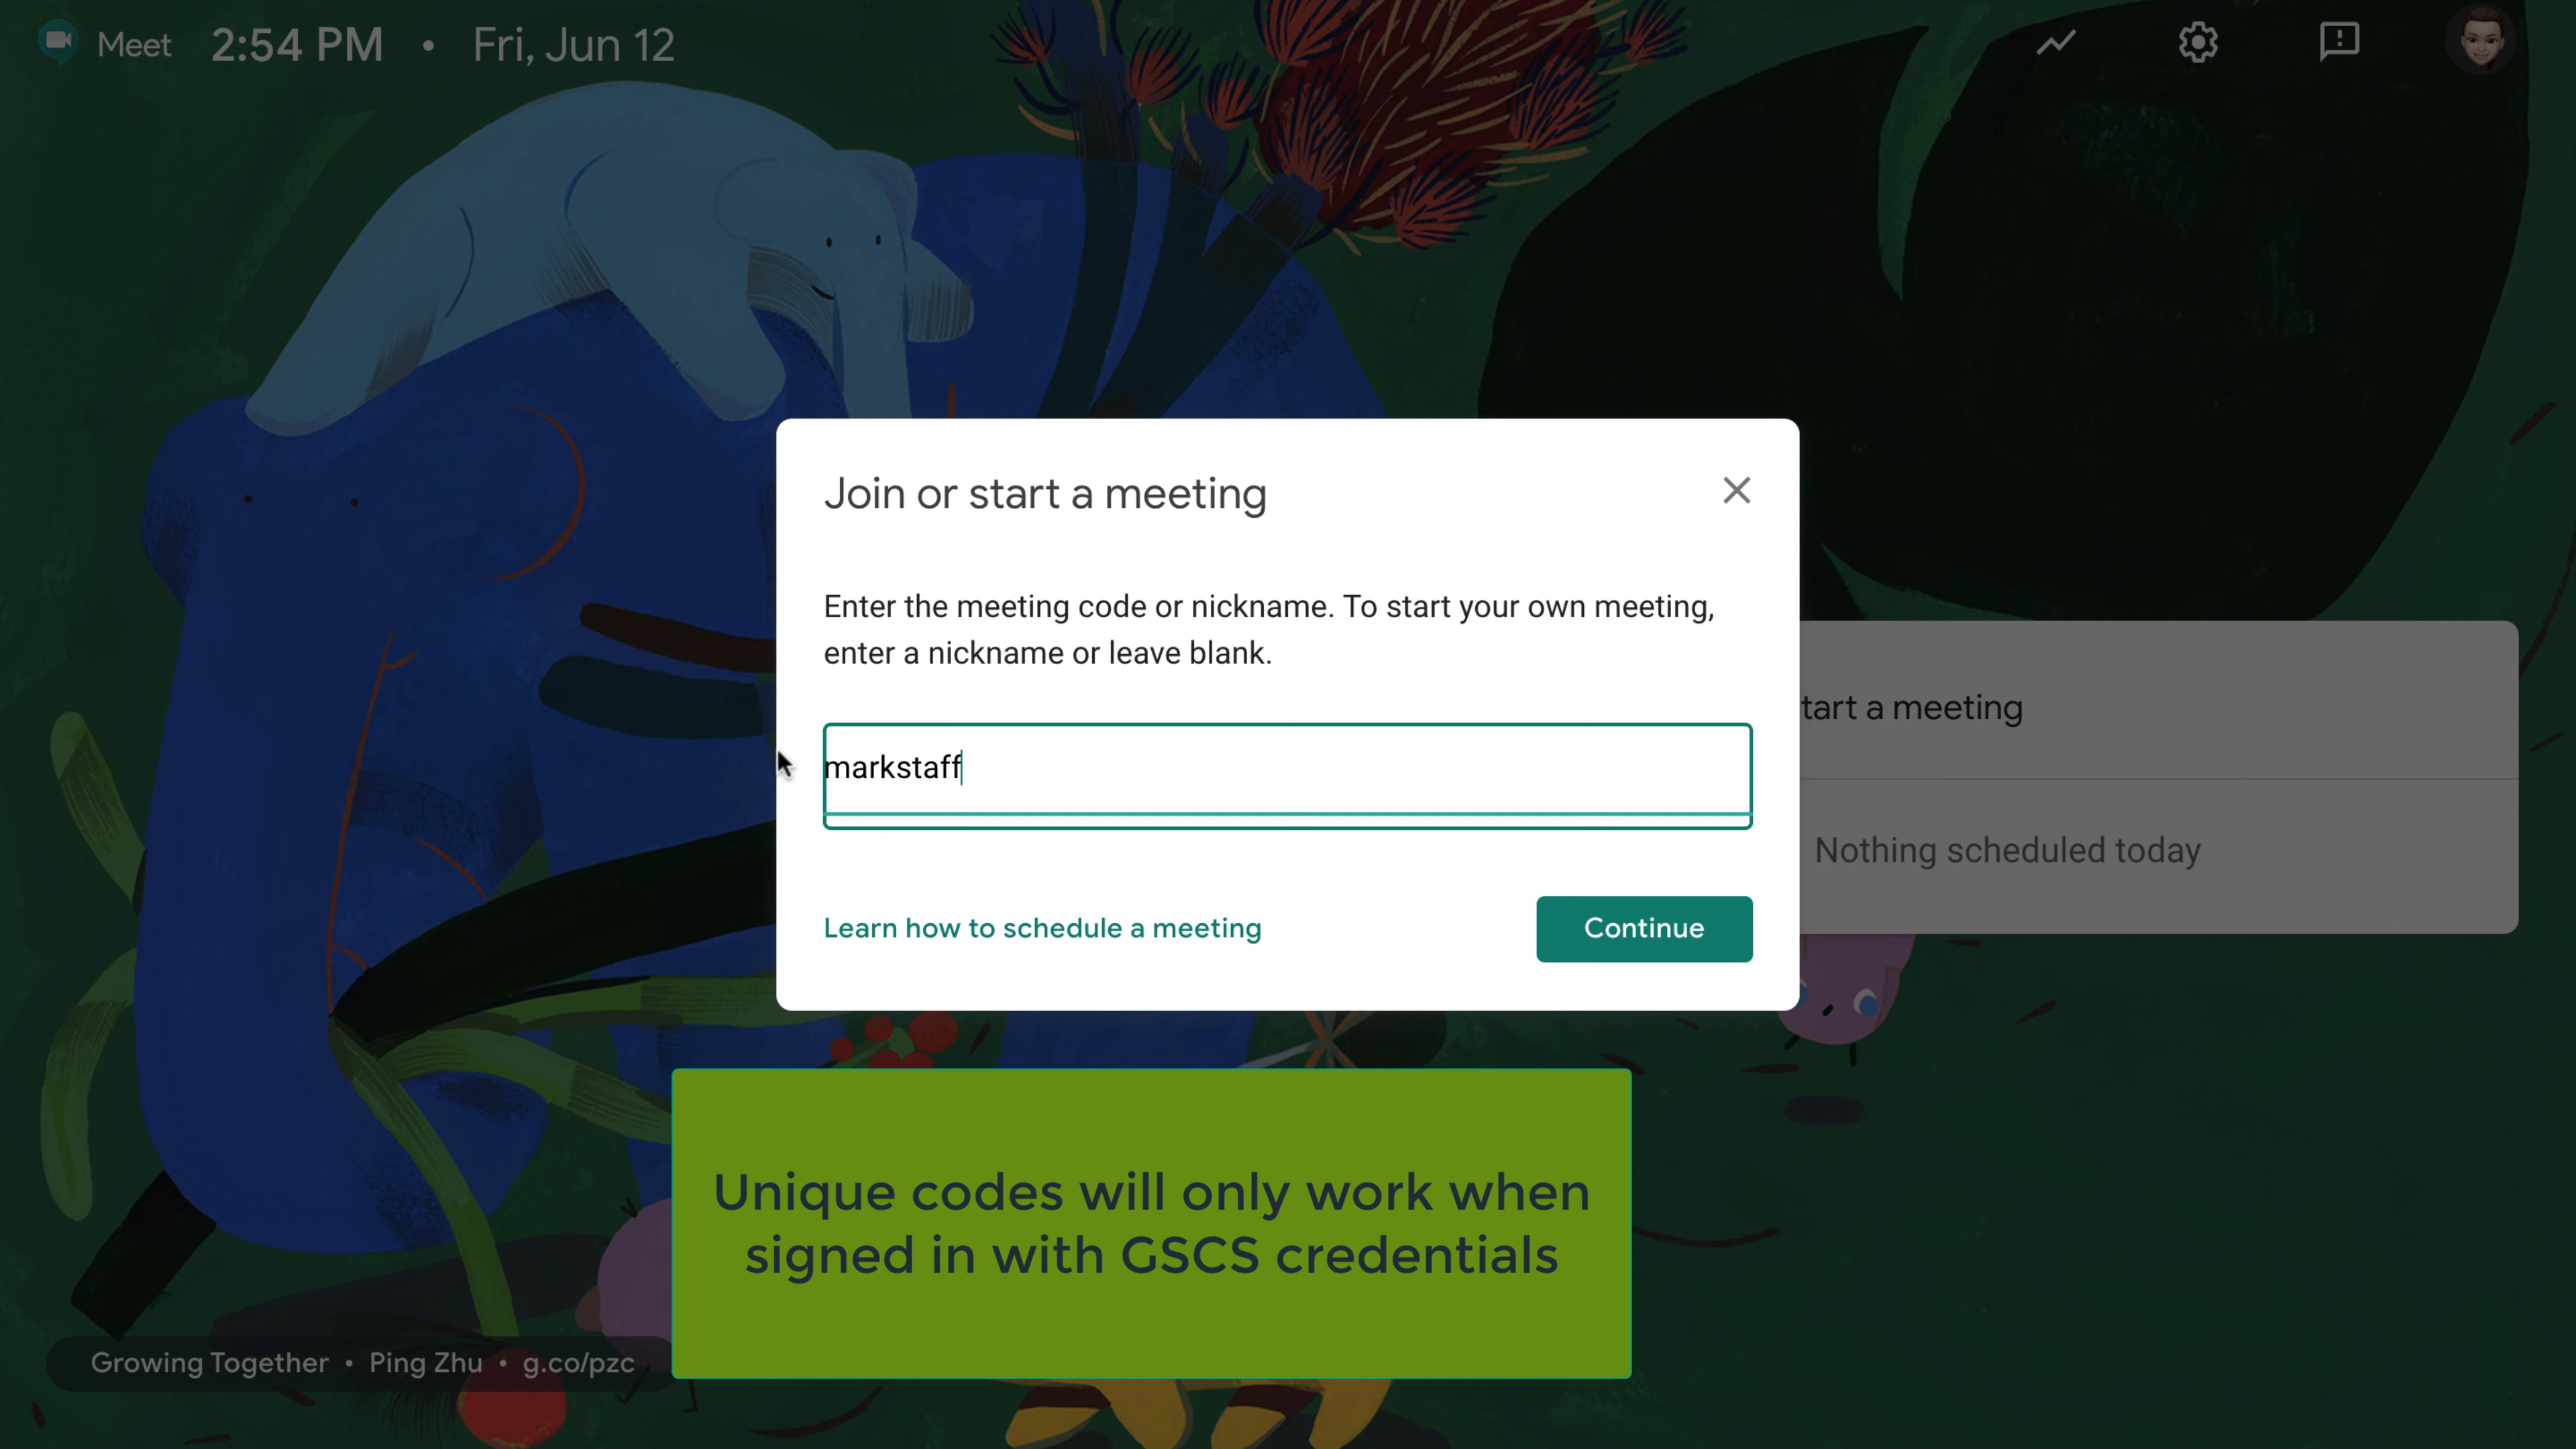 Meet 2:54 PM • Fri, Jun 12
Join or start a meeting
Enter the meeting code or nickname. To start your own meeting,
enter a nickname or leave blank.
markstaff
Learn how to schedule a meeting
Continue
tart a meeting
Nothing scheduled today
Unique codes will only work when
signed in with GSCS credentials
Growing Together • Ping Zhu • g.co/pzc